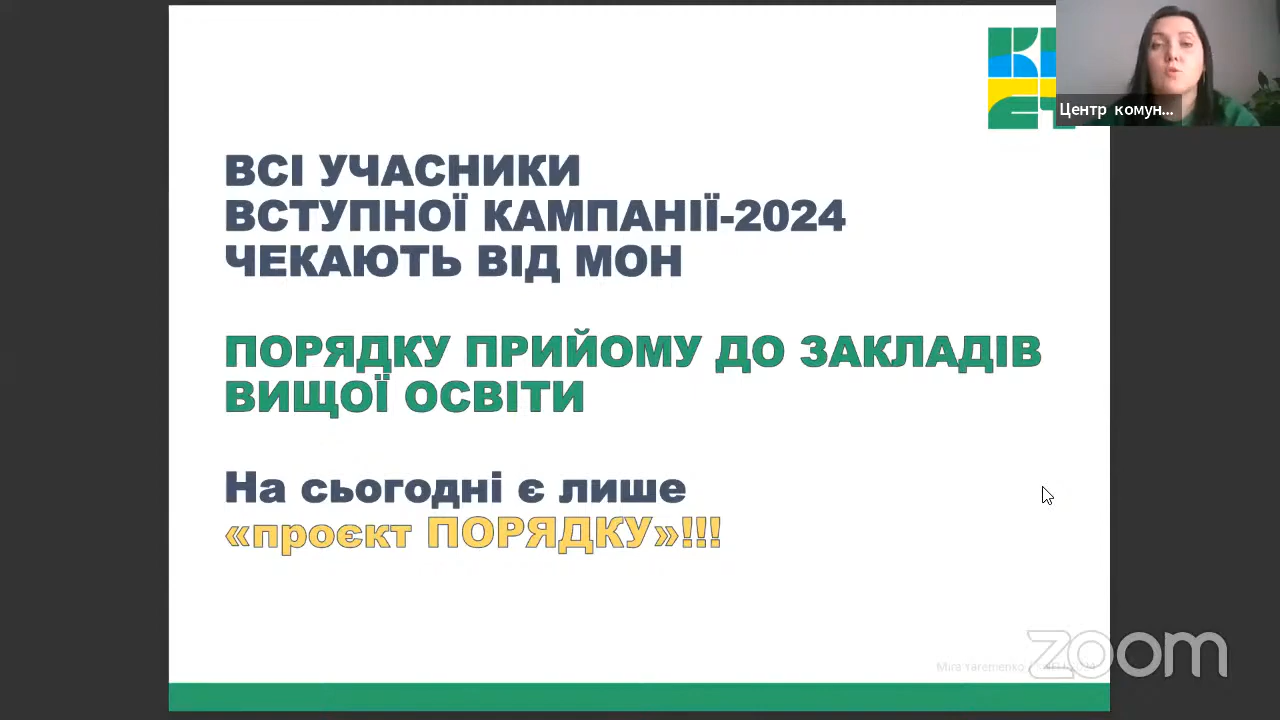 Центр комун...
ВСІ УЧАСНИКИ
ВСТУПНОЇ КАМПАНІЇ-2024
ЧЕКАЮТЬ ВІД МОН
ПОРЯДКУ ПРИЙОМУ ДО ЗАКЛАДІВ
ВИЩОЇ ОСВІТИ
На сьогодні є лише
«проєкт ПОРЯДКУ»!!!
zoom